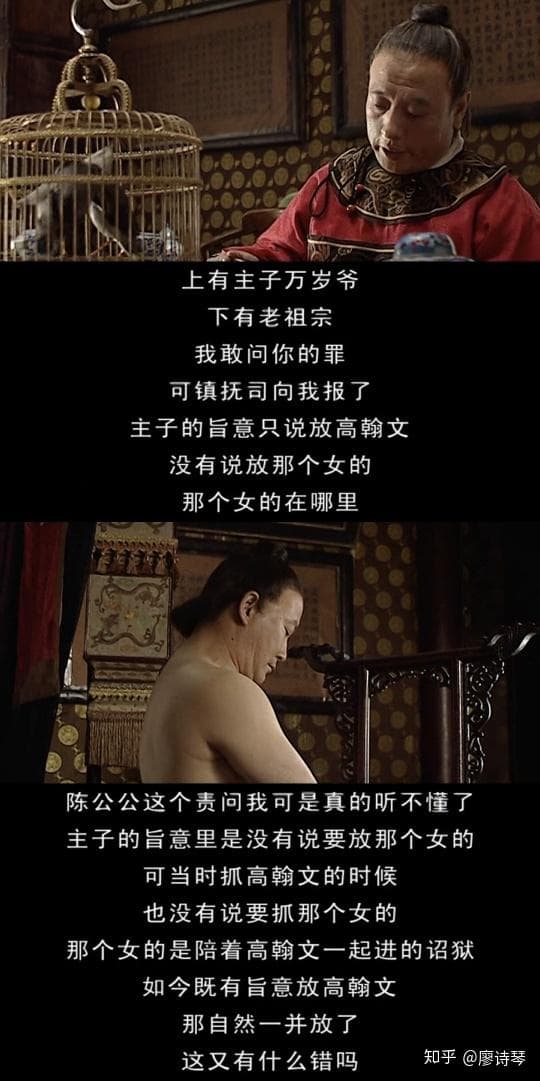 上有主子万岁爷
下有老祖宗
我敢问你的罪
可镇抚司向我报了
主子的旨意只说放高翰文
没有说放那个女的
那个女的在哪里
陈公公这个责问我可是真的听不懂了
主子的旨意里是没有说要放那个女的
可当时抓高翰文的时候
也没有说要抓那个女的
那个女的是陪着高翰文一起进的诏狱
如今既有旨意放高翰文
那自然一并放了
这又有什么错吗
知乎 @廖诗琴